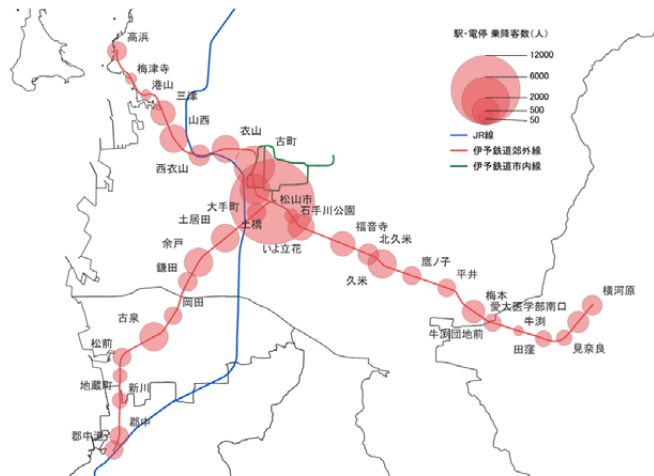 駅・電停 乗降客数（人）
12000
6000
2000
500
50
JR線
伊予鉄道郊外線
伊予鉄道市内線
高浜
梅津寺
港山
三津
山西
西衣山
衣山
古町
大手町
松山市
石手川公園
土居田
土橋
いよ立花
余戸
鎌田
岡田
古泉
松前
地蔵町
新川
郡中
郡中港
福音寺
北久米
久米
鷹ノ子
平井
梅本
愛大医学部南口
牛渕団地前
牛渕
田窪
見奈良
横河原